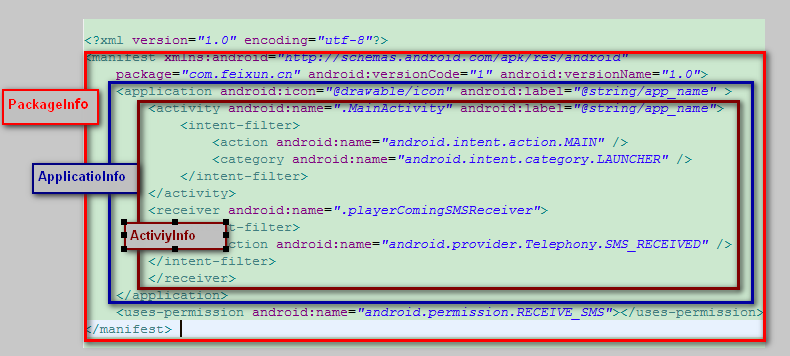 <?xml version="1.0" encoding="utf-8"?>
<manifest xmlns:android="http://schemas.android.com/apk/res/android"
package="com.feixun.cn" android:versionCode="1" android:versionName="1.0">
PackageInfo
<application android:icon="@drawable/icon" android:label="@string/app_name" >
<activity android:name=".MainActivity" android:label="@string/app_name">
<intent-filter>
<action android:name="android.intent.action.MAIN" />
<category android:name="android.intent.category.LAUNCHER" />
ApplicatioInfo
</intent-filter>
</activity>
<receiver android:name=".playerComingSMSReceiver">
ActiviyInfo
t-filter>
ction android:name="android.provider.Telephony.SMS_RECEIVED" />
</intent-filter>
</receiver>
</application>
<uses-permission android:name="android.permission.RECEIVE_SMS"></uses-permission>
</manifest>